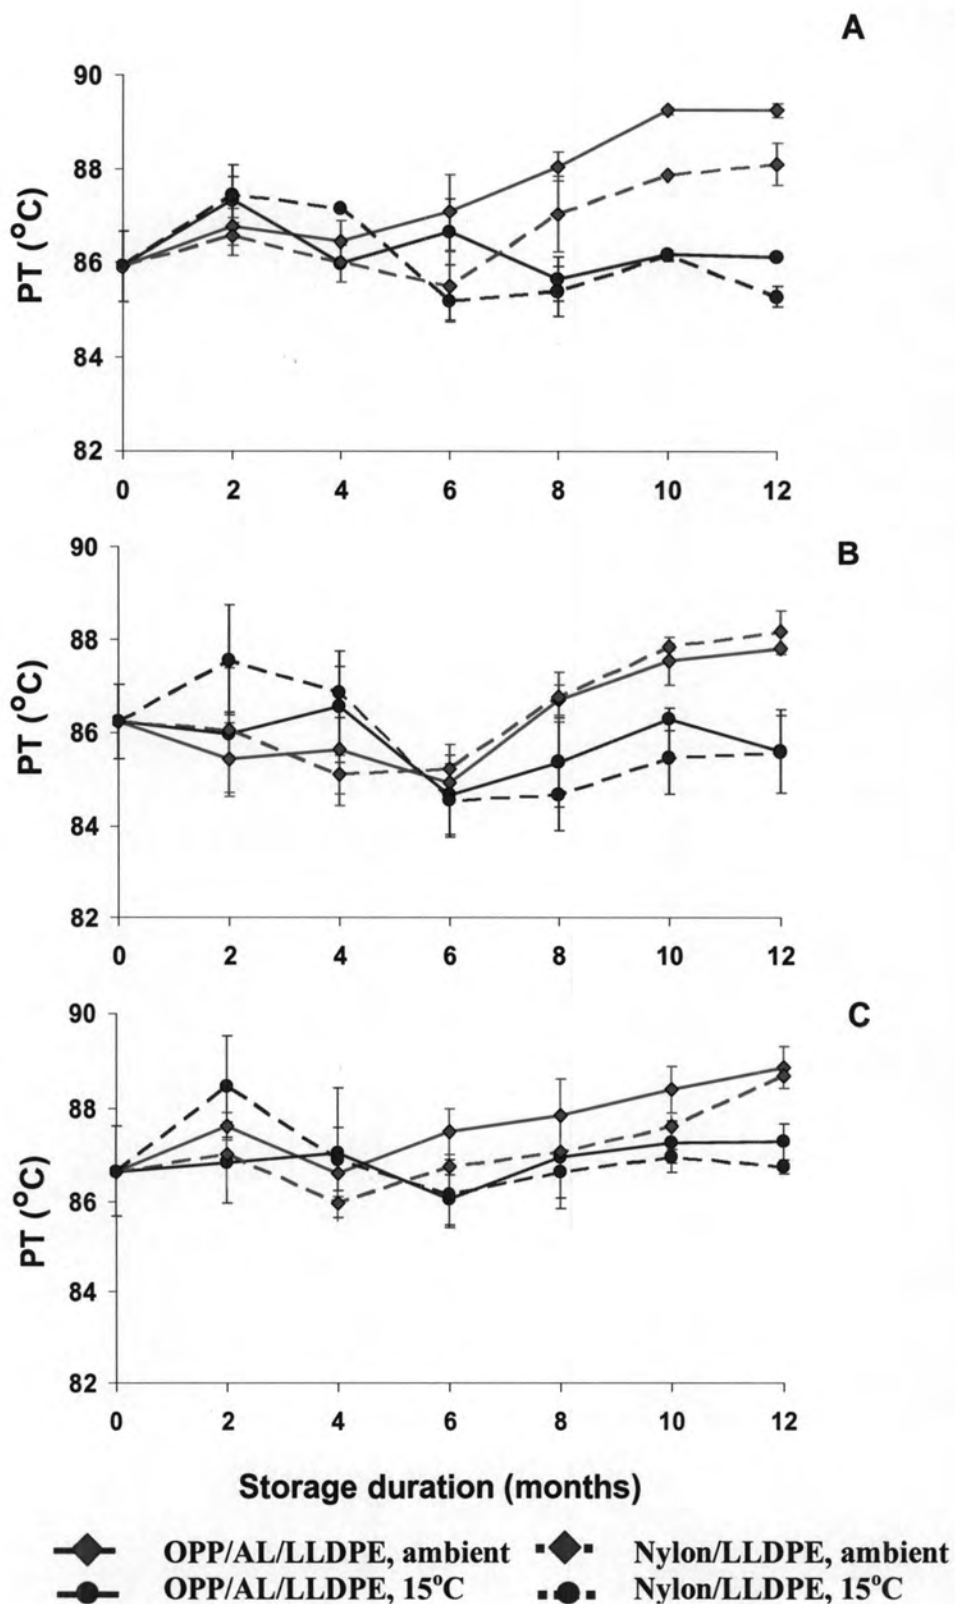 A
90
88
86
84
82
PT (°C)
0 2 4 6 8 10 12
B
90
88
86
84
82
PT (°C)
0 2 4 6 8 10 12
C
90
88
86
84
82
PT (°C)
0 2 4 6 8 10 12
Storage duration (months)
OPP/AL/LLDPE, ambient Nylon/LLDPE, ambient
OPP/AL/LLDPE, 15°C Nylon/LLDPE, 15°C